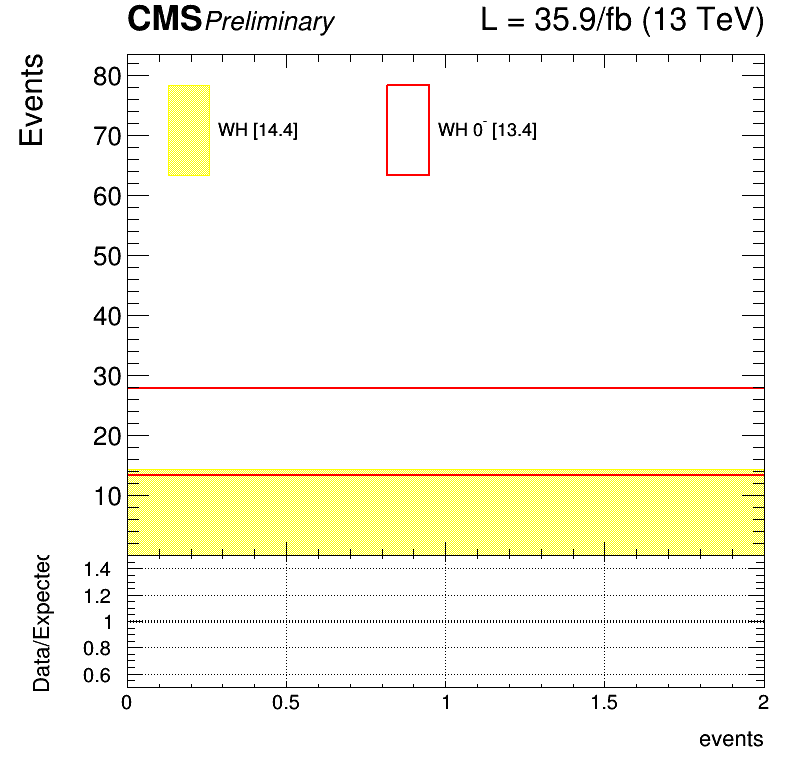 CMS Preliminary L = 35.9/fb (13 TeV)
Events
80
70
60
50
40
30
20
10
WH [14.4]
WH 0⁻ [13.4]
Data/Expected
1.4
1.2
1
0.8
0.6
0 0.5 1 1.5 2
events